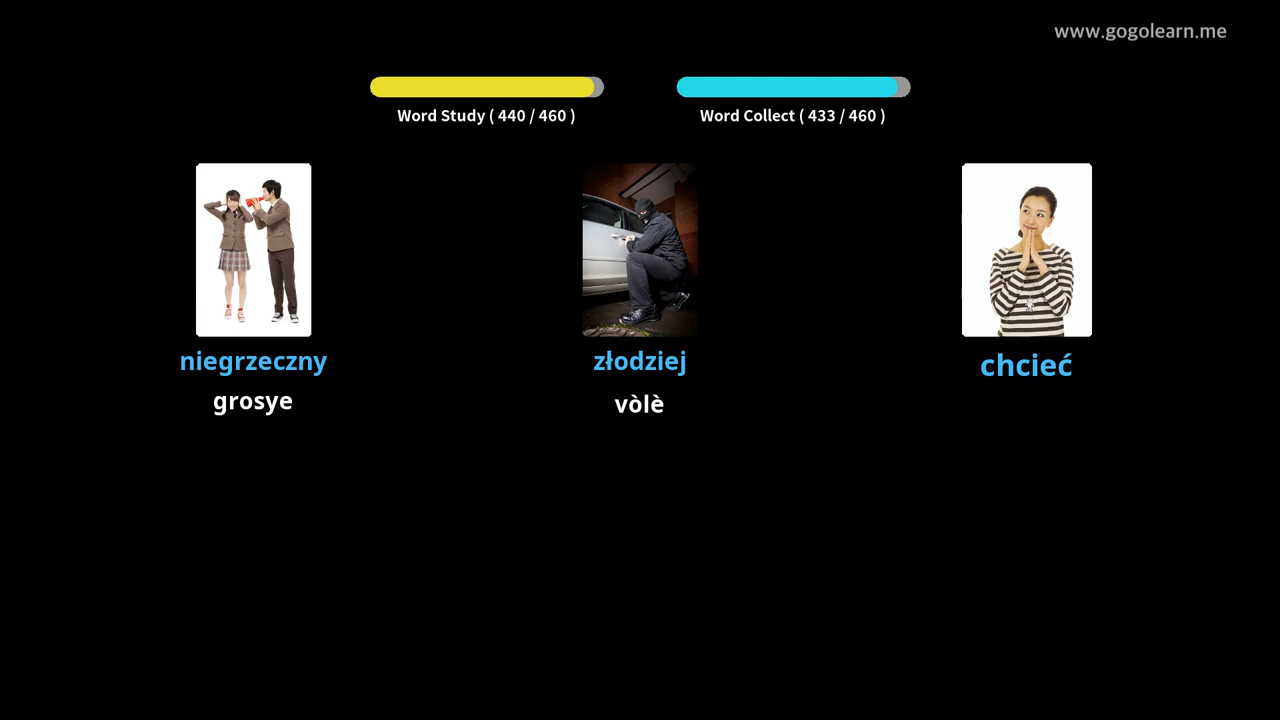 www.gogolearn.me
Word Study ( 440 / 460 )
Word Collect ( 433 / 460 )
niegrzeczny
grosye
złodziej
vòlè
chcieć